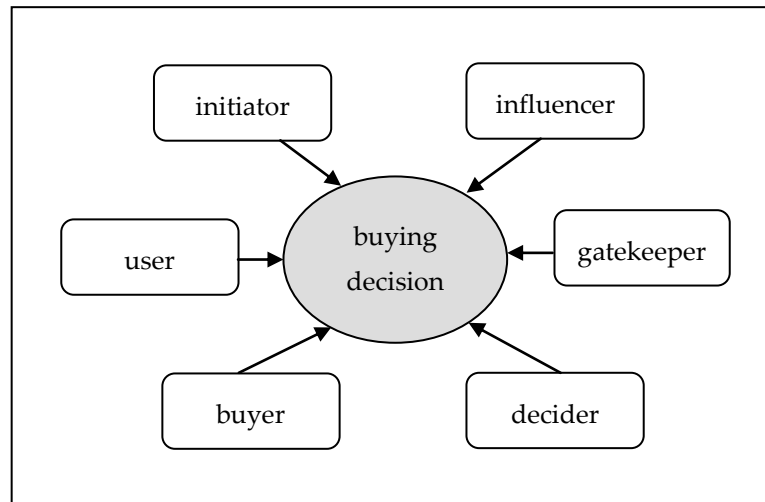 initiator
influencer
buying
decision
user
gatekeeper
buyer
decider